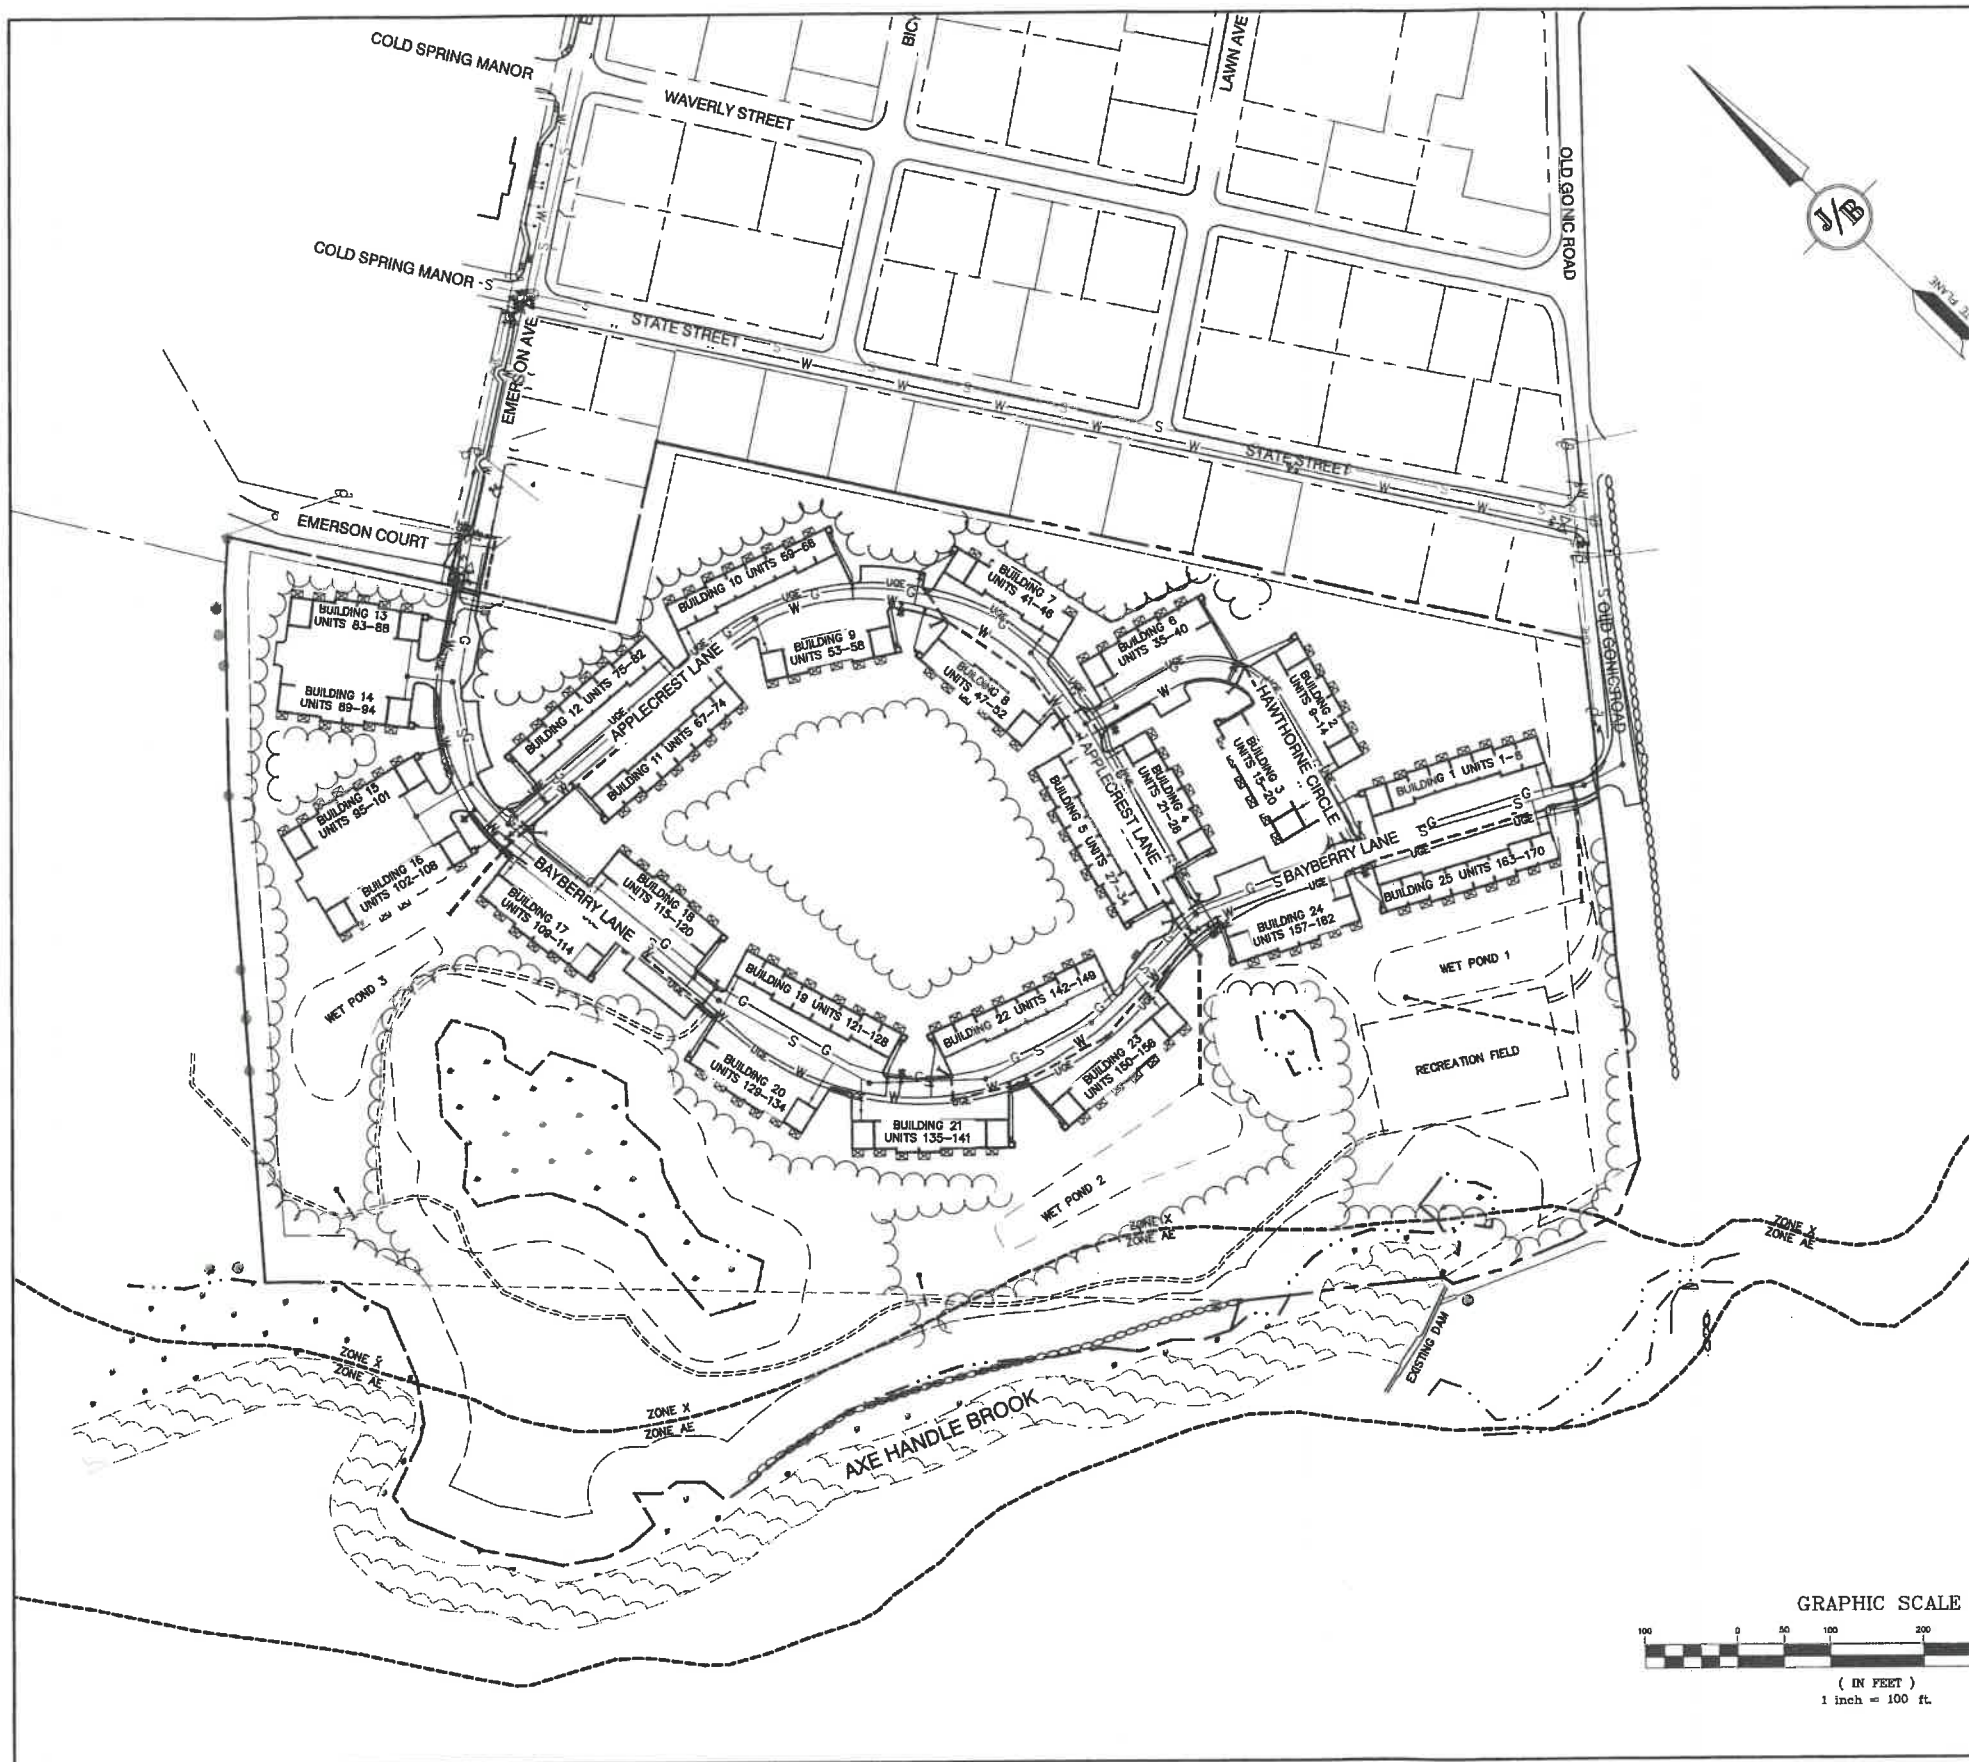 COLD SPRING MANOR
WAVERLY STREET
LAWN AVE
OLD GONIC ROAD
J/B
COLD SPRING MANOR
STATE STREET
EMERSON AVE
STATE STREET
EMERSON COURT
OLD GONIC ROAD
BUILDING 13
UNITS 83-88
BUILDING 14
UNITS 89-94
BUILDING 15
UNITS 95-101
BUILDING 16
UNITS 102-108
BUILDING 10 UNITS 59-66
BUILDING 9
UNITS 53-58
BUILDING 7
UNITS 41-46
BUILDING 8
UNITS 47-52
BUILDING 6
UNITS 35-40
BUILDING 2
UNITS 9-14
HAWTHORNE CIRCLE
BUILDING 12 UNITS 75-82
APPLECREST LANE
BUILDING 11 UNITS 67-74
APPLECREST LANE
BUILDING 4
UNITS 21-26
BUILDING 3
UNITS 15-20
BUILDING 5 UNITS 27-34
BUILDING 1 UNITS 1-8
BAYBERRY LANE
BUILDING 25 UNITS 163-170
BUILDING 24
UNITS 157-162
BAYBERRY LANE
BUILDING 18
UNITS 115-120
BUILDING 17
UNITS 109-114
BUILDING 19 UNITS 121-128
BUILDING 22 UNITS 142-149
BUILDING 20
UNITS 129-134
BUILDING 21
UNITS 135-141
BUILDING 23
UNITS 150-156
WET POND 3
WET POND 1
RECREATION FIELD
WET POND 2
ZONE X
ZONE AE
ZONE X
ZONE AE
ZONE X
ZONE AE
ZONE X
ZONE AE
EXISTING DAM
AXE HANDLE BROOK
GRAPHIC SCALE
100 0 50 100 200
( IN FEET )
1 inch = 100 ft.